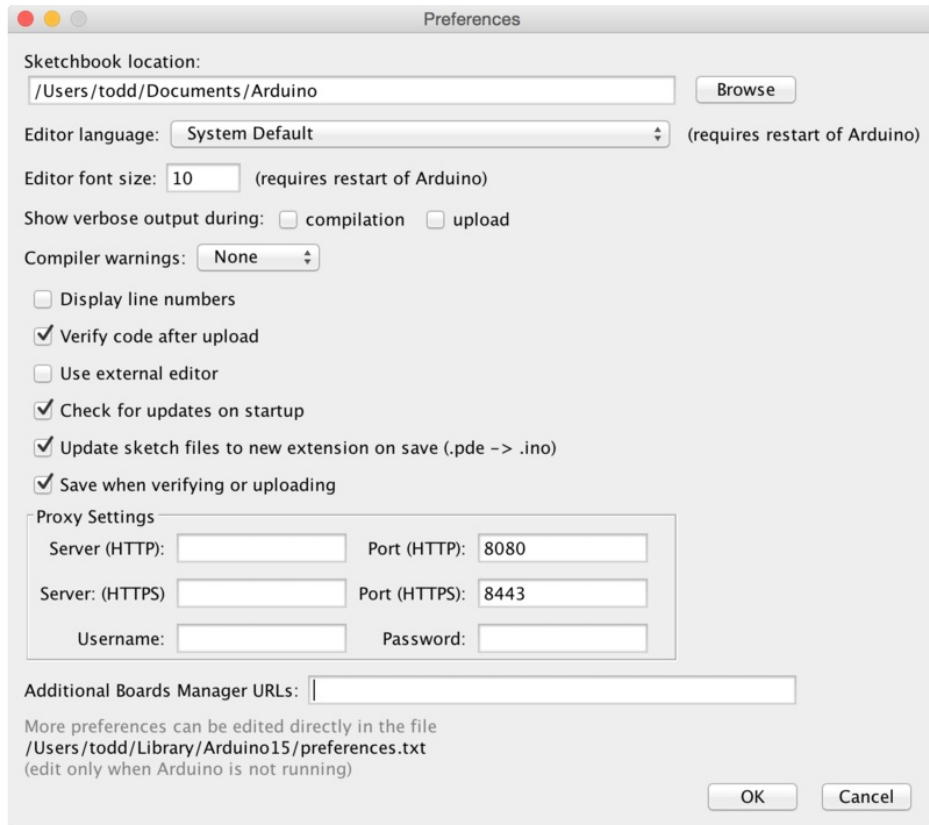 Preferences
Sketchbook location:
/Users/todd/Documents/Arduino Browse
Editor language: System Default (requires restart of Arduino)
Editor font size: 10 (requires restart of Arduino)
Show verbose output during: compilation upload
Compiler warnings: None
Display line numbers
Verify code after upload
Use external editor
Check for updates on startup
Update sketch files to new extension on save (.pde -> .ino)
Save when verifying or uploading
Proxy Settings
Server (HTTP): Port (HTTP): 8080
Server: (HTTPS) Port (HTTPS): 8443
Username: Password:
Additional Boards Manager URLs:
More preferences can be edited directly in the file
/Users/todd/Library/Arduino15/preferences.txt
(edit only when Arduino is not running)
OK Cancel